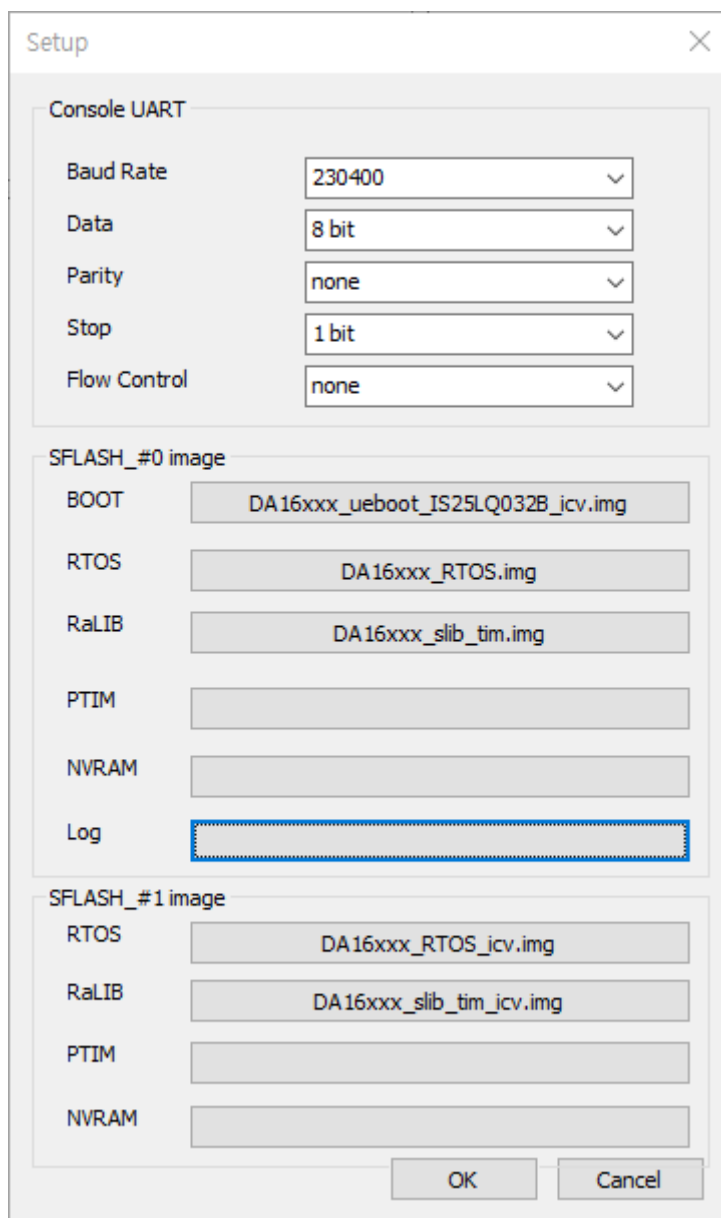 Setup
Console UART
Baud Rate 230400
Data 8 bit
Parity none
Stop 1 bit
Flow Control none
SFLASH_#0 image
BOOT DA16xxx_ueboot_IS25LQ032B_icv.img
RTOS DA16xxx_RTOS.img
RaLIB DA16xxx_slib_tim.img
PTIM
NVRAM
Log
SFLASH_#1 image
RTOS DA16xxx_RTOS_icv.img
RaLIB DA16xxx_slib_tim_icv.img
PTIM
NVRAM
OK Cancel